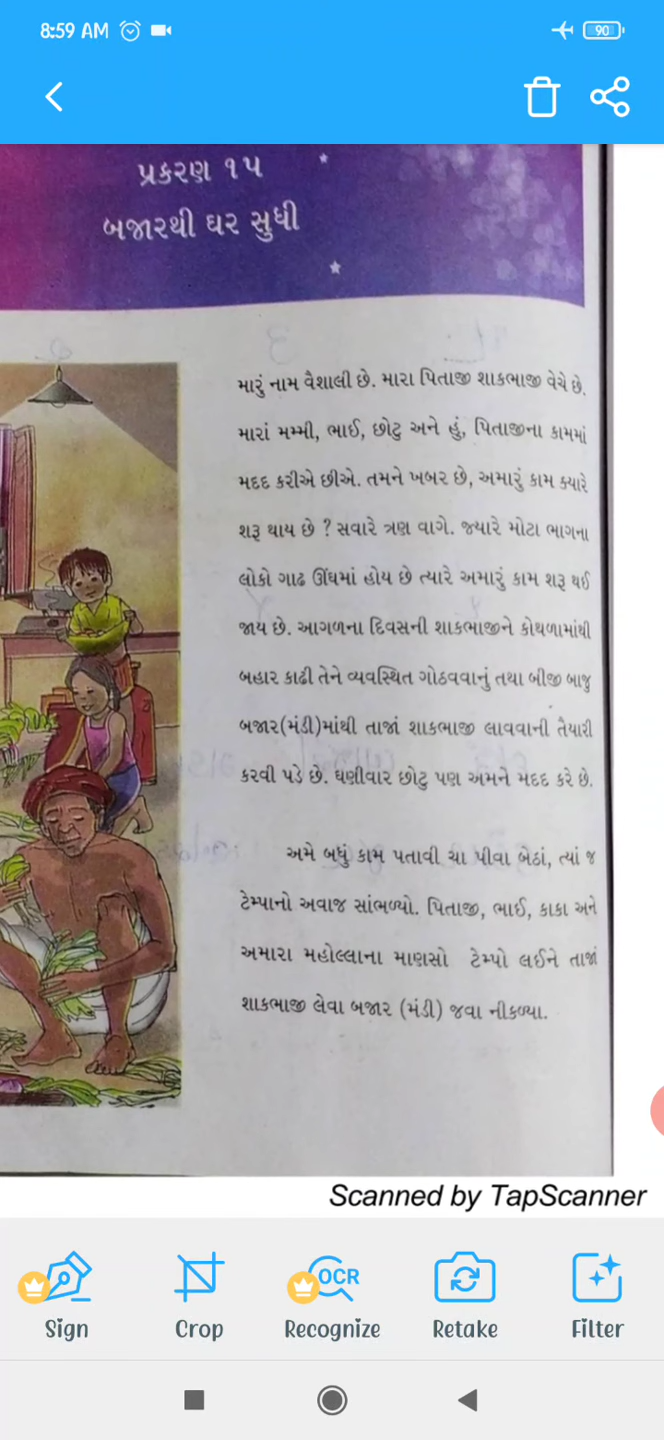 8:59 AM
90
પ્રકરણ ૧૫
બજારથી ઘર સુધી
મારું નામ વૈશાલી છે. મારા પિતાજી શાકભાજી વેચે છે.
મારાં મમ્મી, ભાઈ, છોટુ અને હું, પિતાજીના કામમાં
મદદ કરીએ છીએ. તમને ખબર છે, અમારું કામ ક્યારે
શરૂ થાય છે ? સવારે ત્રણ વાગે. જ્યારે મોટા ભાગના
લોકો ગાઢ ઊંઘમાં હોય છે ત્યારે અમારું કામ શરૂ થઈ
જાય છે. આગળના દિવસની શાકભાજીને કોથળામાંથી
બહાર કાઢી તેને વ્યવસ્થિત ગોઠવવાનું તથા બીજી બાજુ
બજાર(મંડી)માંથી તાજાં શાકભાજી લાવવાની તૈયારી
કરવી પડે છે. ઘણીવાર છોટુ પણ અમને મદદ કરે છે.
અમે બધું કામ પતાવી ચા પીવા બેઠાં, ત્યાં જ
ટેમ્પાનો અવાજ સાંભળ્યો. પિતાજી, ભાઈ, કાકા અને
અમારા મહોલ્લાના માણસો ટેમ્પો લઈને તાજાં
શાકભાજી લેવા બજાર (મંડી) જવા નીકળ્યા.
Scanned by TapScanner
OCR
Sign Crop Recognize Retake Filter